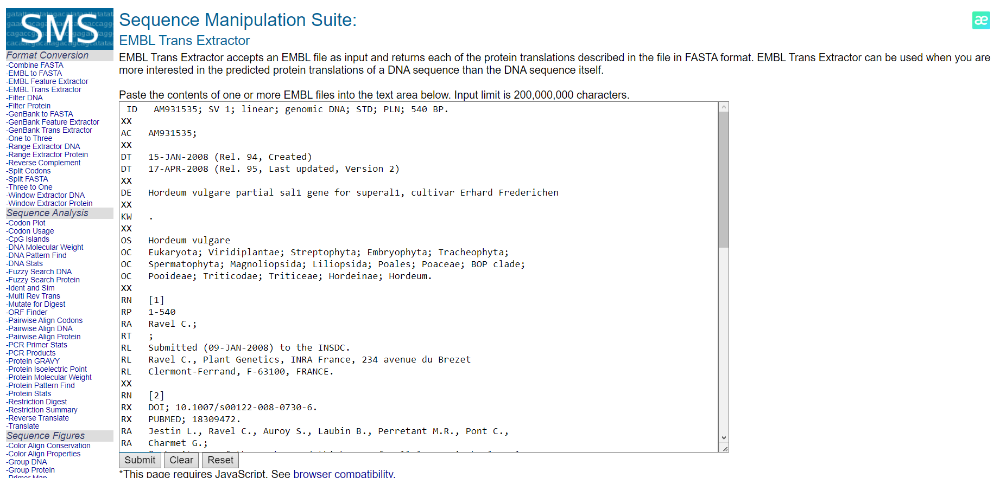 SMS
Sequence Manipulation Suite:
æ
EMBL Trans Extractor
EMBL Trans Extractor accepts an EMBL file as input and returns each of the protein translations described in the file in FASTA format. EMBL Trans Extractor can be used when you are
more interested in the predicted protein translations of a DNA sequence than the DNA sequence itself.
Paste the contents of one or more EMBL files into the text area below. Input limit is 200,000,000 characters.
Format Conversion
-Combine FASTA
-EMBL to FASTA
-EMBL Feature Extractor
-EMBL Trans Extractor
-Filter DNA
-Filter Protein
-GenBank to FASTA
-GenBank Feature Extractor
-GenBank Trans Extractor
-One to Three
-Range Extractor DNA
-Range Extractor Protein
-Reverse Complement
-Split Codons
-Split FASTA
-Three to One
-Window Extractor DNA
-Window Extractor Protein
Sequence Analysis
-Codon Plot
-Codon Usage
-CpG Islands
-DNA Molecular Weight
-DNA Pattern Find
-DNA Stats
-Fuzzy Search DNA
-Fuzzy Search Protein
-Ident and Sim
-Multi Rev Trans
-Mutate for Digest
-ORF Finder
-Pairwise Align Codons
-Pairwise Align DNA
-Pairwise Align Protein
-PCR Primer Stats
-PCR Products
-Protein GRAVY
-Protein Isoelectric Point
-Protein Molecular Weight
-Protein Pattern Find
-Protein Stats
-Restriction Digest
-Restriction Summary
-Reverse Translate
-Translate
Sequence Figures
-Color Align Conservation
-Color Align Properties
-Group DNA
-Group Protein
-Primer Map
ID   AM931535; SV 1; linear; genomic DNA; STD; PLN; 540 BP.
XX
AC   AM931535;
XX
DT   15-JAN-2008 (Rel. 94, Created)
DT   17-APR-2008 (Rel. 95, Last updated, Version 2)
XX
DE   Hordeum vulgare partial sal1 gene for superal1, cultivar Erhard Frederichen
XX
KW   .
XX
OS   Hordeum vulgare
OC   Eukaryota; Viridiplantae; Streptophyta; Embryophyta; Tracheophyta;
OC   Spermatophyta; Magnoliopsida; Liliopsida; Poales; Poaceae; BOP clade;
OC   Pooideae; Triticodae; Triticeae; Hordeinae; Hordeum.
XX
RN   [1]
RP   1-540
RA   Ravel C.;
RT   ;
RL   Submitted (09-JAN-2008) to the INSDC.
RL   Ravel C., Plant Genetics, INRA France, 234 avenue du Brezet
RL   Clermont-Ferrand, F-63100, FRANCE.
XX
RN   [2]
RX   DOI; 10.1007/s00122-008-0730-6.
RX   PUBMED; 18309472.
RA   Jestin L., Ravel C., Auroy S., Laubin B., Perretant M.R., Pont C.,
RA   Charmet G.;
Submit Clear Reset
*This page requires JavaScript. See browser compatibility.